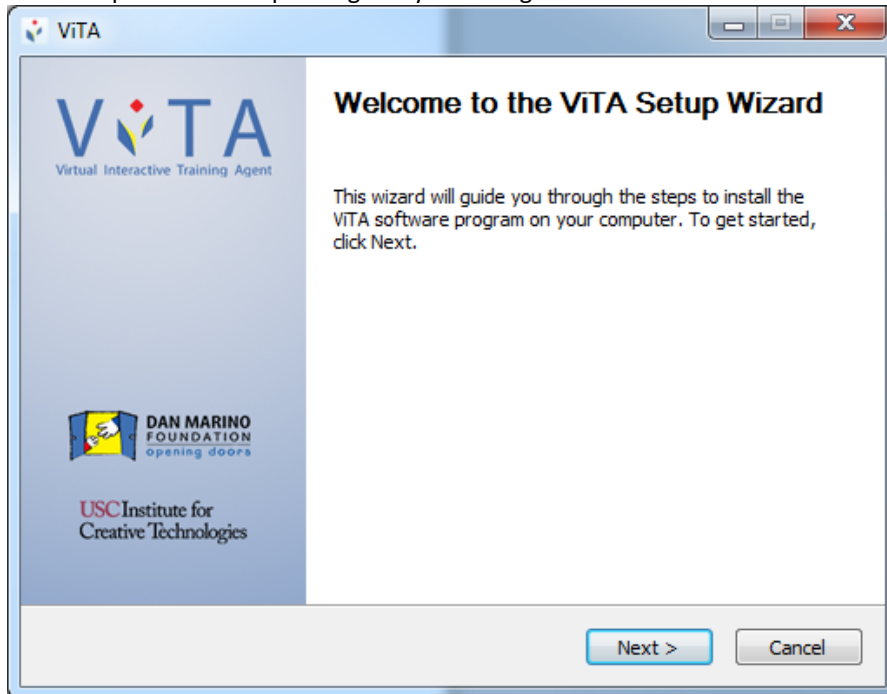 ViTA
ViTA
Virtual Interactive Training Agent
Welcome to the ViTA Setup Wizard
This wizard will guide you through the steps to install the
ViTA software program on your computer. To get started,
click Next.
DAN MARINO
FOUNDATION
opening doors
USC Institute for
Creative Technologies
Next >
Cancel